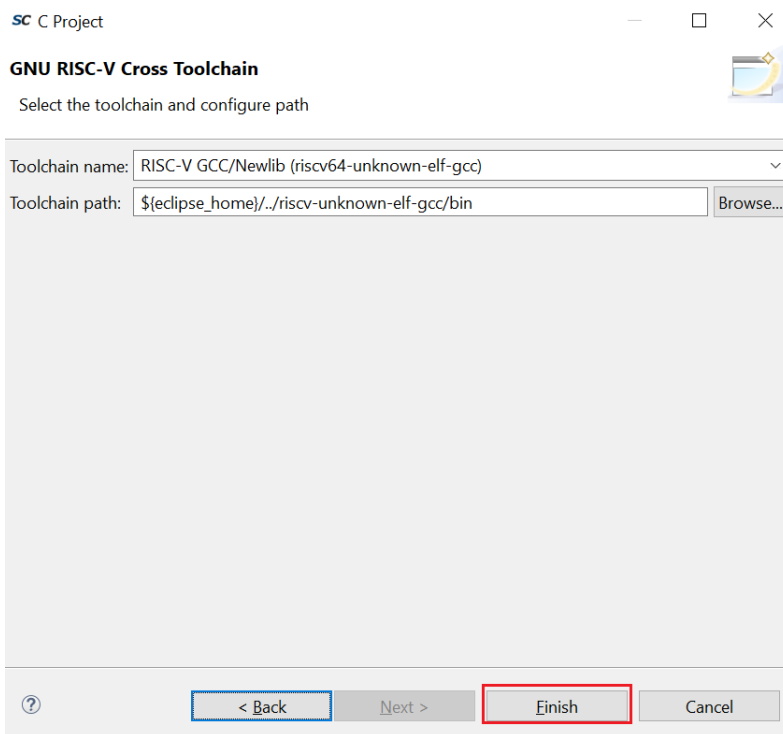 SC C Project
GNU RISC-V Cross Toolchain
Select the toolchain and configure path
Toolchain name: RISC-V GCC/Newlib (riscv64-unknown-elf-gcc)
Toolchain path: ${eclipse_home}/../riscv-unknown-elf-gcc/bin Browse...
? < Back Next > Finish Cancel